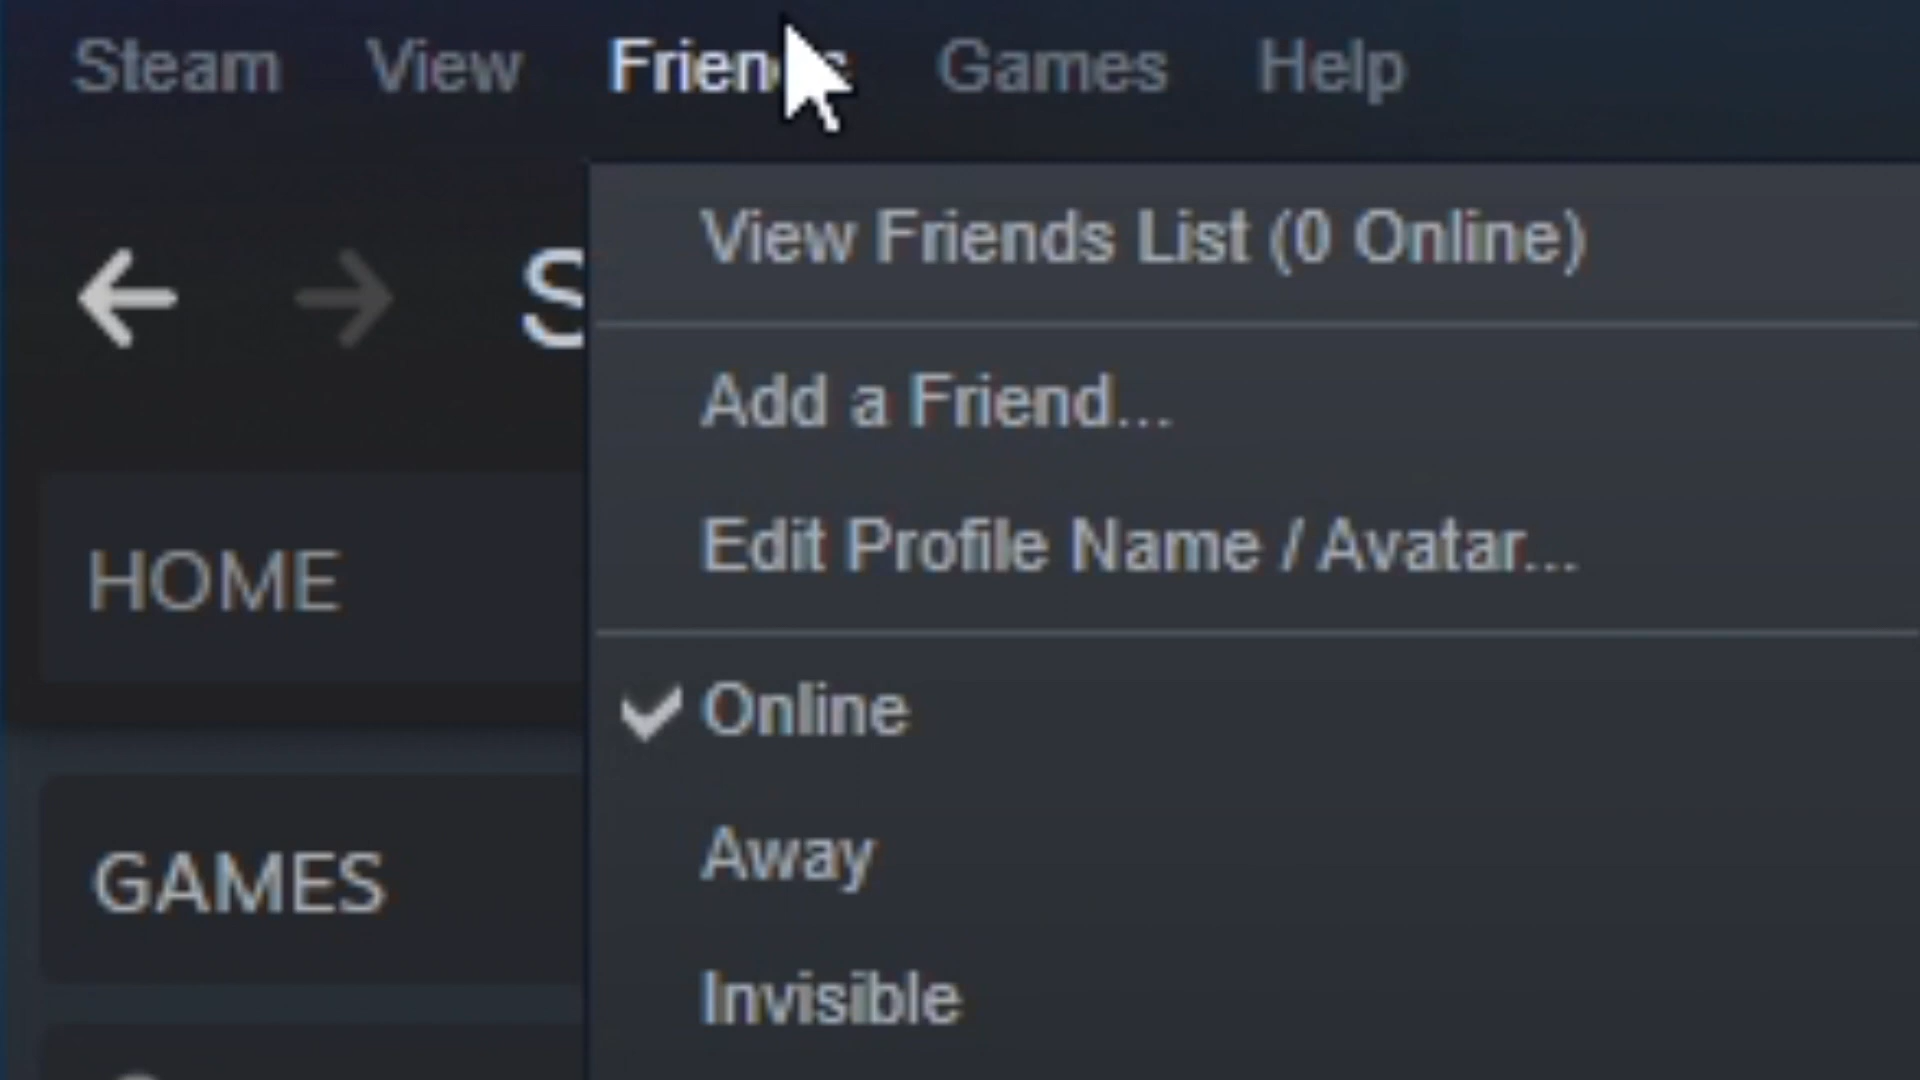 Steam View Friends Games Help
View Friends List (0 Online)
S
Add a Friend...
Edit Profile Name / Avatar...
HOME
Online
GAMES
Away
Invisible